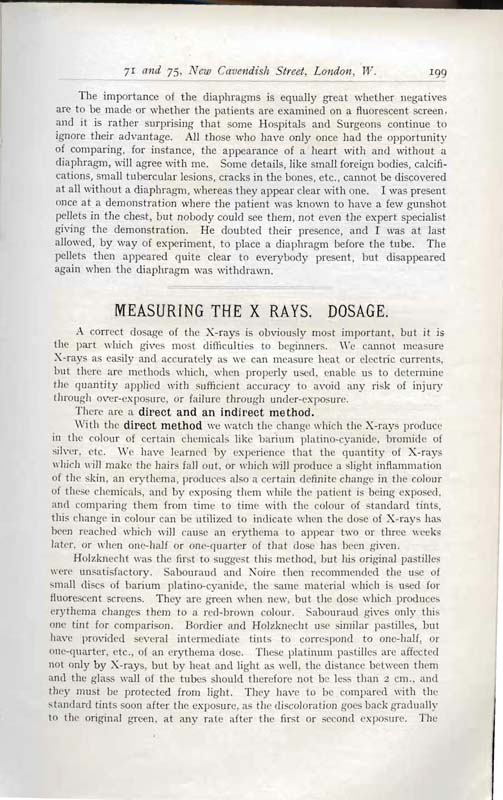 71 and 75, New Cavendish Street, London, W. 199
The importance of the diaphragms is equally great whether negatives
are to be made or whether the patients are examined on a fluorescent screen,
and it is rather surprising that some Hospitals and Surgeons continue to
ignore their advantage. All those who have only once had the opportunity
of comparing, for instance, the appearance of a heart with and without a
diaphragm, will agree with me. Some details, like small foreign bodies, calcifi-
cations, small tubercular lesions, cracks in the bones, etc., cannot be discovered
at all without a diaphragm, whereas they appear clear with one. I was present
once at a demonstration where the patient was known to have a few gunshot
pellets in the chest, but nobody could see them, not even the expert specialist
giving the demonstration. He doubted their presence, and I was at last
allowed, by way of experiment, to place a diaphragm before the tube. The
pellets then appeared quite clear to everybody present, but disappeared
again when the diaphragm was withdrawn.
MEASURING THE X RAYS. DOSAGE.
A correct dosage of the X-rays is obviously most important, but it is
the part which gives most difficulties to beginners. We cannot measure
X-rays as easily and accurately as we can measure heat or electric currents,
but there are methods which, when properly used, enable us to determine
the quantity applied with sufficient accuracy to avoid any risk of injury
through over-exposure, or failure through under-exposure.
There are a direct and an indirect method.
With the direct method we watch the change which the X-rays produce
in the colour of certain chemicals like barium platino-cyanide, bromide of
silver, etc. We have learned by experience that the quantity of X-rays
which will make the hairs fall out, or which will produce a slight inflammation
of the skin, an erythema, produces also a certain definite change in the colour
of these chemicals, and by exposing them while the patient is being exposed,
and comparing them from time to time with the colour of standard tints,
this change in colour can be utilized to indicate when the dose of X-rays has
been reached which will cause an erythema to appear two or three weeks
later, or when one-half or one-quarter of that dose has been given.
Holzknecht was the first to suggest this method, but his original pastilles
were unsatisfactory. Sabouraud and Noire then recommended the use of
small discs of barium platino-cyanide, the same material which is used for
fluorescent screens. They are green when new, but the dose which produces
erythema changes them to a red-brown colour. Sabouraud gives only this
one tint for comparison. Bordier and Holzknecht use similar pastilles, but
have provided several intermediate tints to correspond to one-half, or
one-quarter, etc., of an erythema dose. These platinum pastilles are affected
not only by X-rays, but by heat and light as well, the distance between them
and the glass wall of the tubes should therefore not be less than 2 cm., and
they must be protected from light. They have to be compared with the
standard tints soon after the exposure, as the discoloration goes back gradually
to the original green, at any rate after the first or second exposure. The